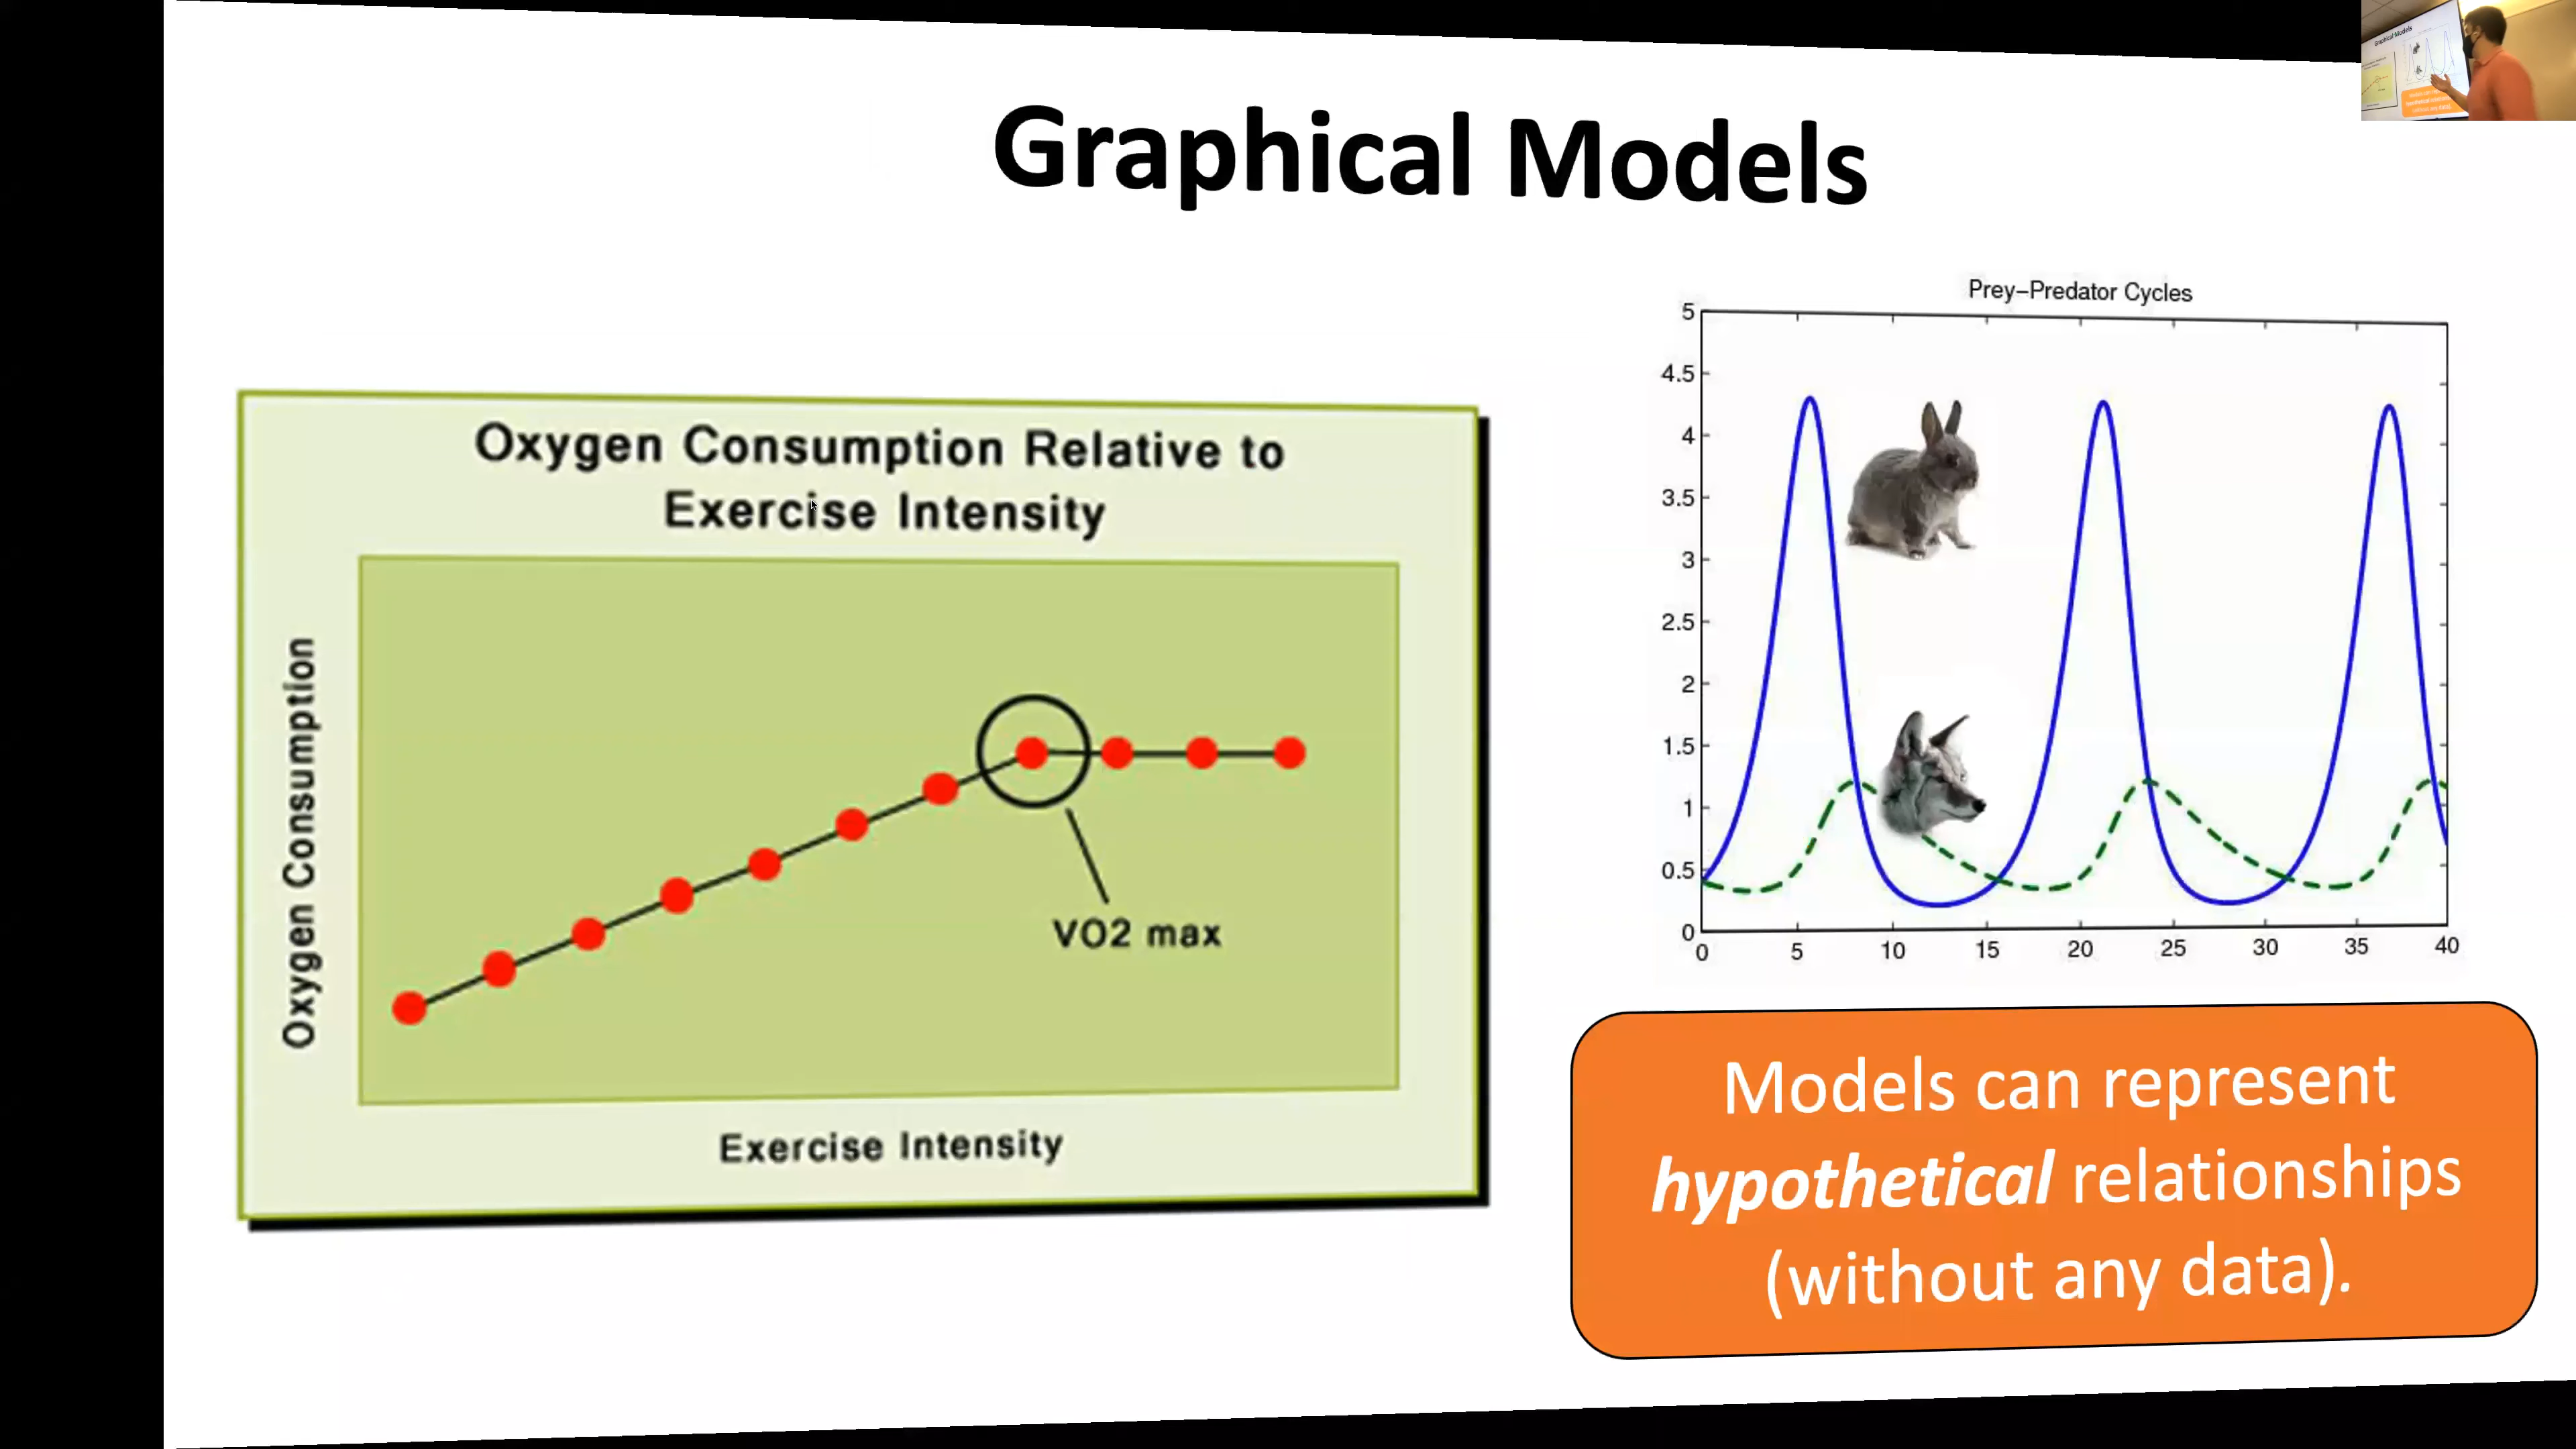 Graphical Models
Oxygen Consumption Relative to
Exercise Intensity
Oxygen Consumption
VO2 max
Exercise Intensity
Prey–Predator Cycles
5
4.5
4
3.5
3
2.5
2
1.5
1
0.5
0
0 5 10 15 20 25 30 35 40
Models can represent
hypothetical relationships
(without any data).
Graphical Models